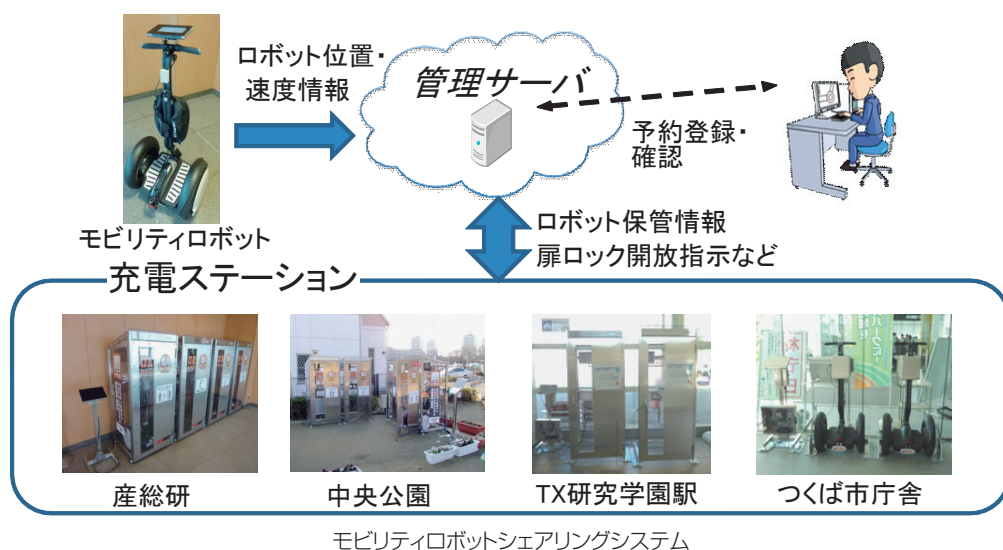 ロボット位置・
速度情報
管理サーバ
予約登録・
確認
モビリティロボット
ロボット保管情報
扉ロック開放指示など
充電ステーション
産総研
中央公園
TX研究学園駅
つくば市庁舎
モビリティロボットシェアリングシステム